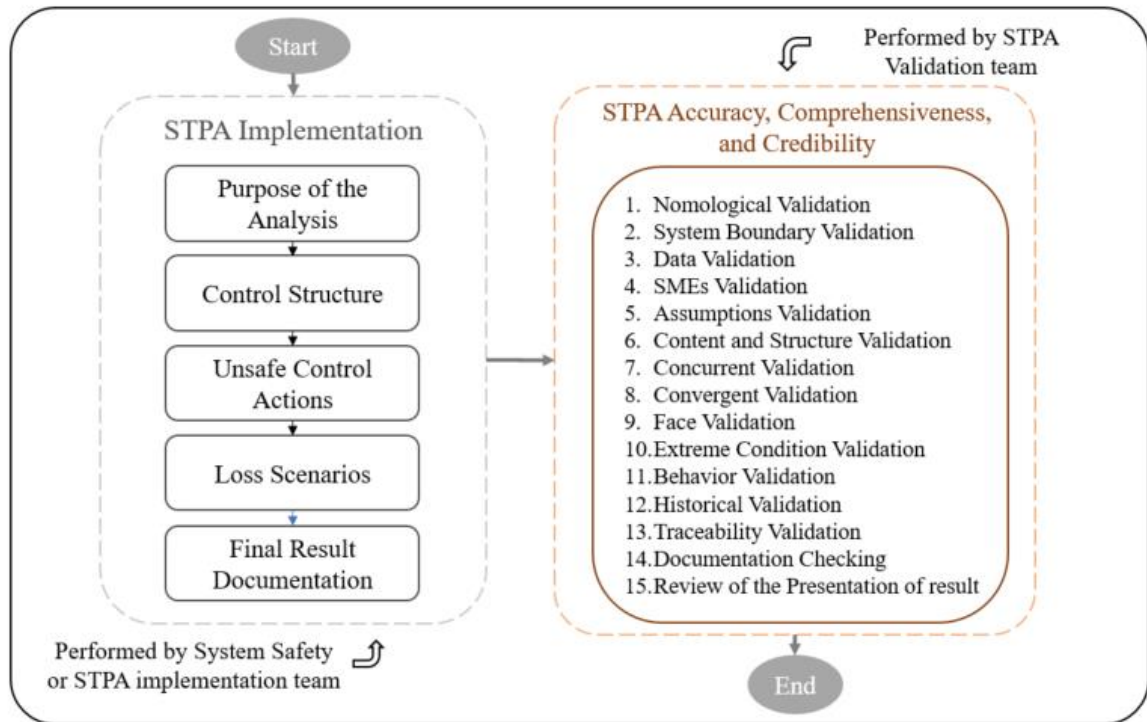 Start
STPA Implementation
Purpose of the
Analysis
Control Structure
Unsafe Control
Actions
Loss Scenarios
Final Result
Documentation
Performed by System Safety
or STPA implementation team
Performed by STPA
Validation team
STPA Accuracy, Comprehensiveness,
and Credibility
1. Nomological Validation
2. System Boundary Validation
3. Data Validation
4. SMEs Validation
5. Assumptions Validation
6. Content and Structure Validation
7. Concurrent Validation
8. Convergent Validation
9. Face Validation
10. Extreme Condition Validation
11. Behavior Validation
12. Historical Validation
13. Traceability Validation
14. Documentation Checking
15. Review of the Presentation of result
End